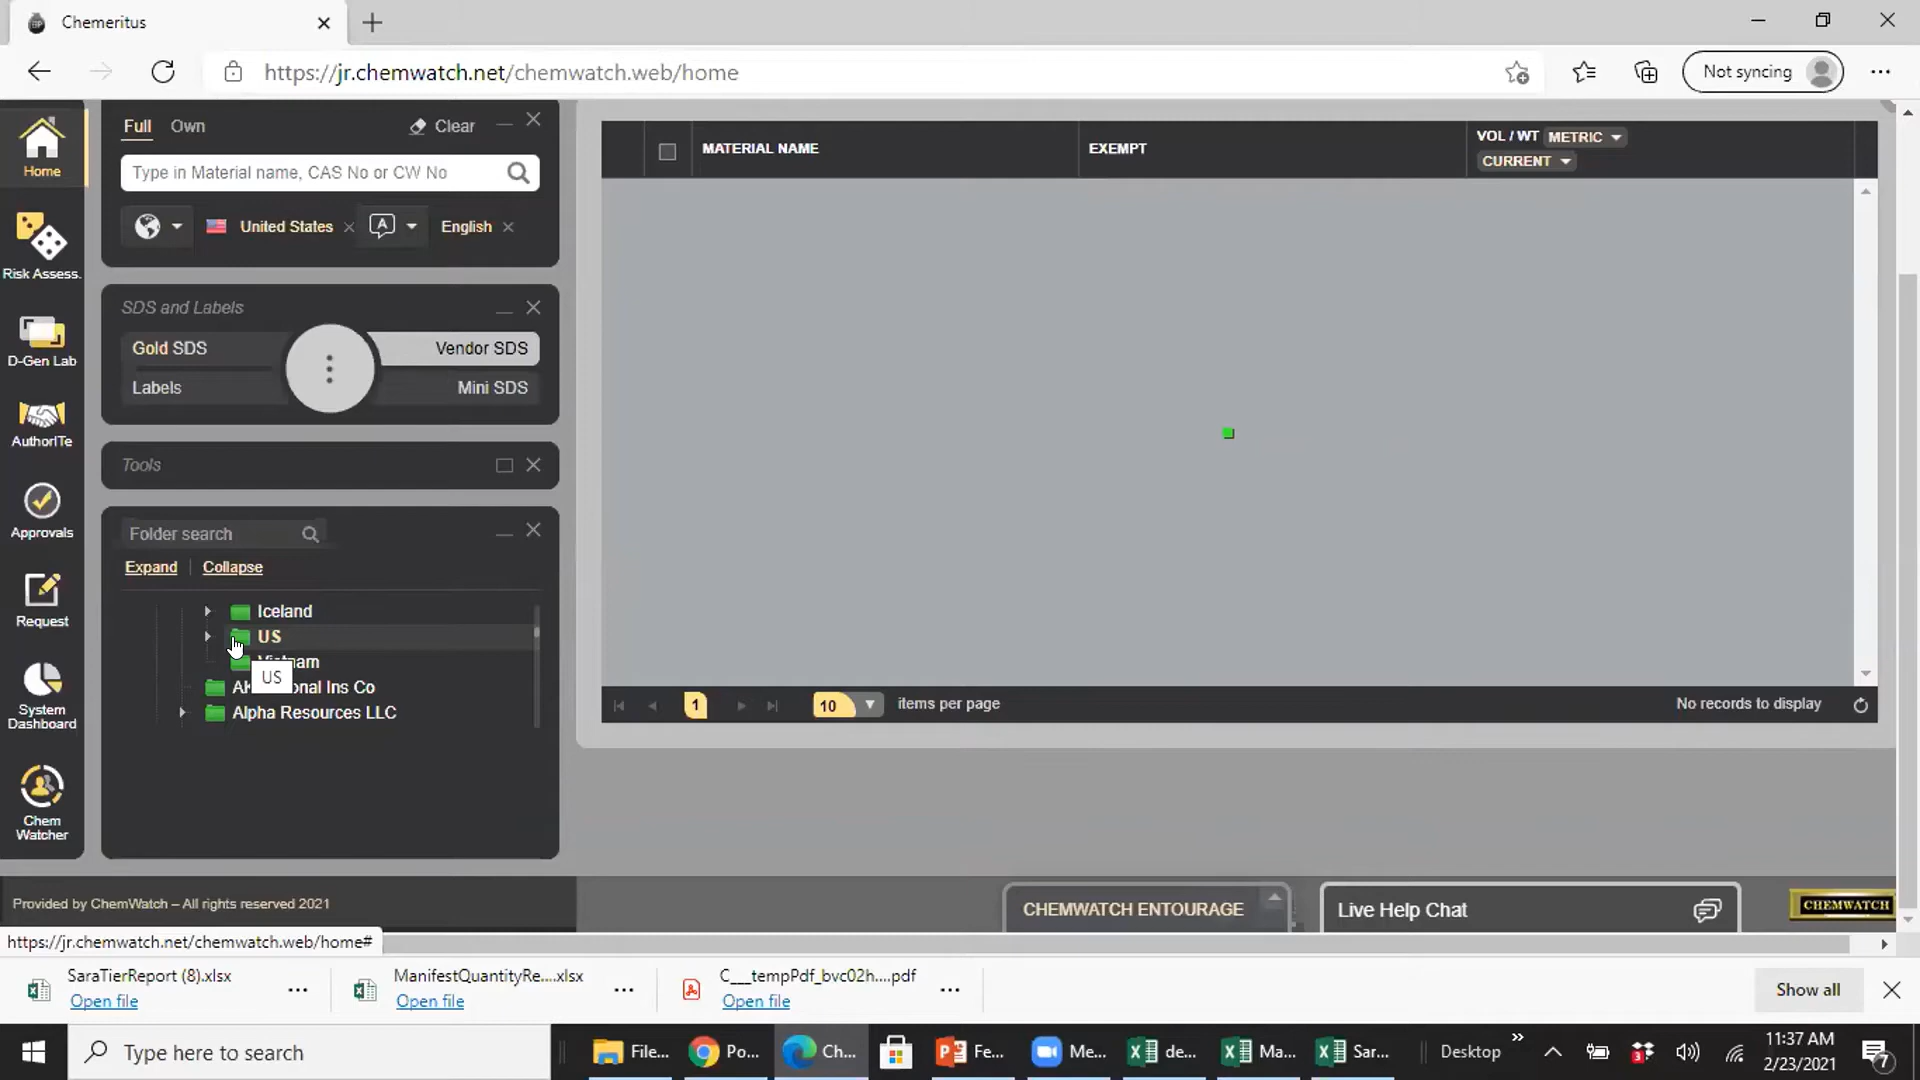 Chemeritus
https://jr.chemwatch.net/chemwatch.web/home
Not syncing
Home
Risk Assess.
D-Gen Lab
AuthorITe
Approvals
Request
System
Dashboard
Chem
Watcher
Full Own Clear
Type in Material name, CAS No or CW No
United States English
SDS and Labels
Gold SDS Vendor SDS
Labels Mini SDS
Tools
Folder search
Expand Collapse
Iceland
US
US
onal Ins Co
Alpha Resources LLC
MATERIAL NAME EXEMPT VOL / WT METRIC
CURRENT
1 10 items per page No records to display
Provided by ChemWatch – All rights reserved 2021
CHEMWATCH ENTOURAGE
Live Help Chat
CHEMWATCH
https://jr.chemwatch.net/chemwatch.web/home#
SaraTierReport (8).xlsx
Open file
ManifestQuantityRe....xlsx
Open file
C___tempPdf_bvc02h....pdf
Open file
Show all
Type here to search
File...
Po...
Ch...
Fe...
Me...
de...
Ma...
Sar...
Desktop
11:37 AM
2/23/2021
7